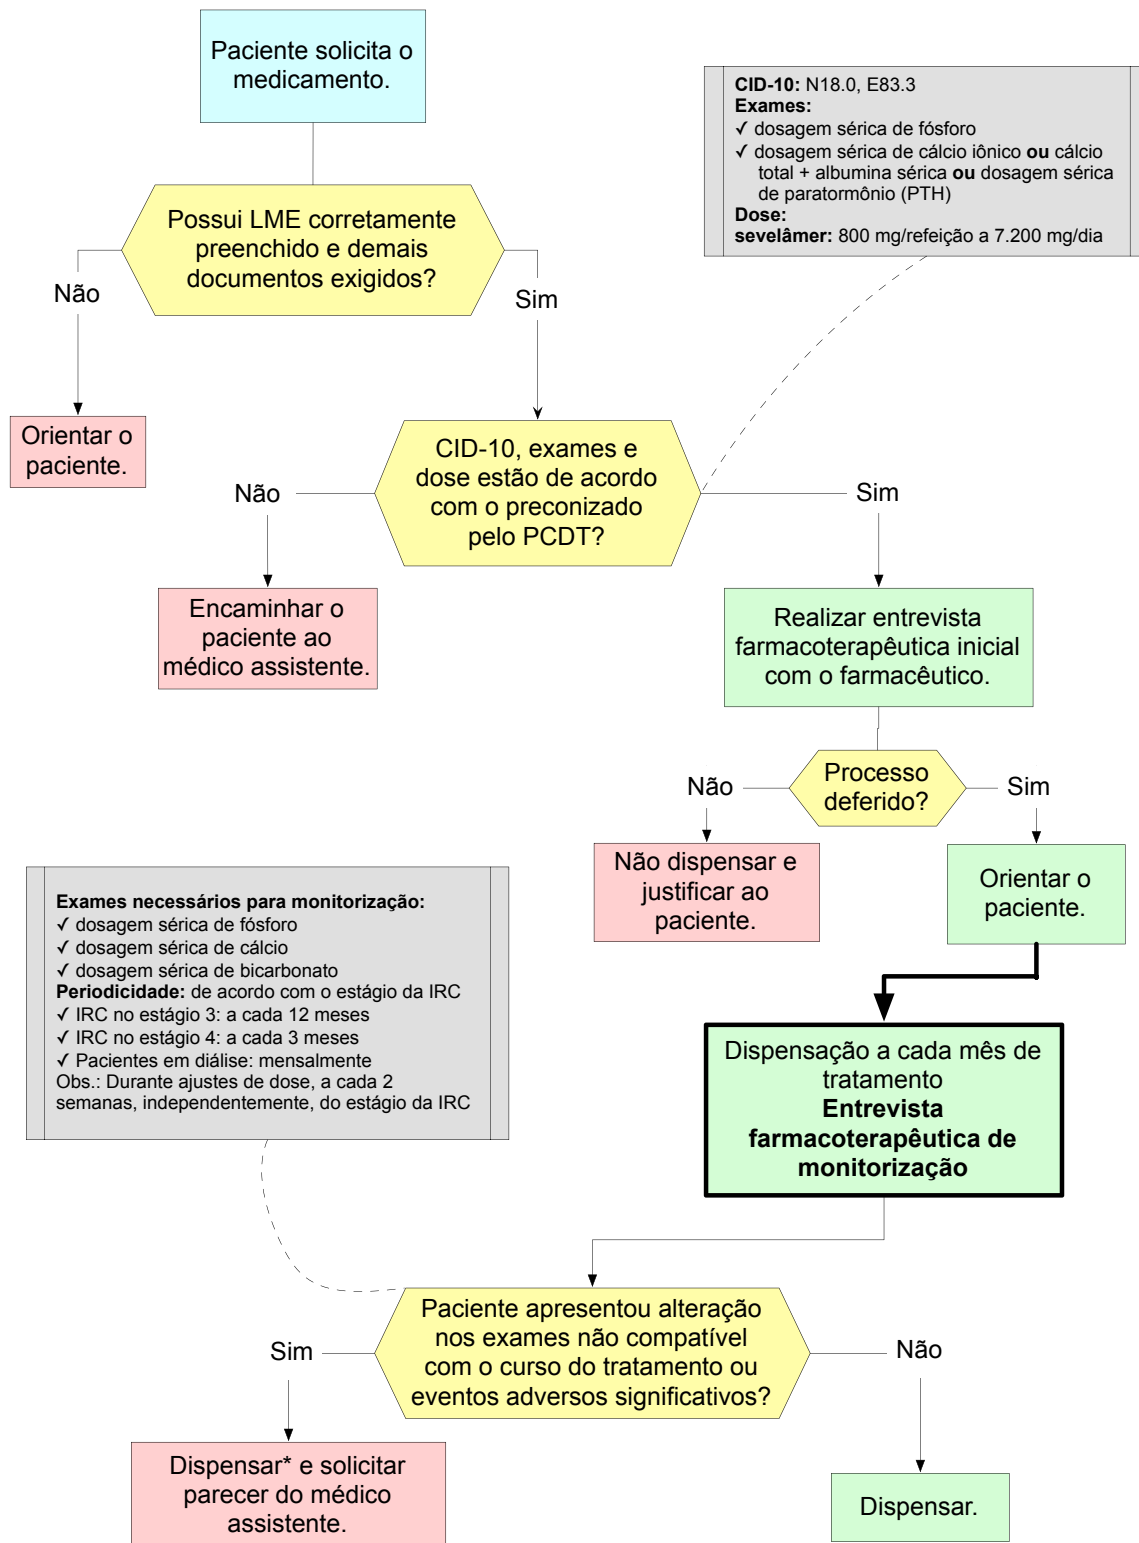 Paciente solicita o
medicamento.
CID-10: N18.0, E83.3
Exames:
✓ dosagem sérica de fósforo
✓ dosagem sérica de cálcio iônico ou cálcio
total + albumina sérica ou dosagem sérica
de paratormônio (PTH)
Dose:
sevelâmer: 800 mg/refeição a 7.200 mg/dia
Possui LME corretamente
preenchido e demais
documentos exigidos?
Não
Sim
Orientar o
paciente.
CID-10, exames e
dose estão de acordo
com o preconizado
pelo PCDT?
Não
Sim
Encaminhar o
paciente ao
médico assistente.
Realizar entrevista
farmacoterapêutica inicial
com o farmacêutico.
Processo
deferido?
Não
Sim
Não dispensar e
justificar ao
paciente.
Orientar o
paciente.
Exames necessários para monitorização:
✓ dosagem sérica de fósforo
✓ dosagem sérica de cálcio
✓ dosagem sérica de bicarbonato
Periodicidade: de acordo com o estágio da IRC
✓ IRC no estágio 3: a cada 12 meses
✓ IRC no estágio 4: a cada 3 meses
✓ Pacientes em diálise: mensalmente
Obs.: Durante ajustes de dose, a cada 2
semanas, independentemente, do estágio da IRC
Dispensação a cada mês de
tratamento
Entrevista
farmacoterapêutica de
monitorização
Paciente apresentou alteração
nos exames não compatível
com o curso do tratamento ou
eventos adversos significativos?
Sim
Não
Dispensar* e solicitar
parecer do médico
assistente.
Dispensar.